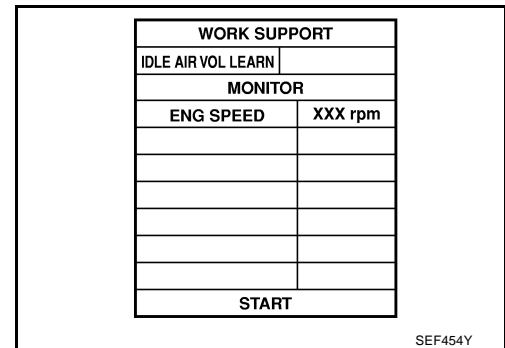 WORK SUPPORT
IDLE AIR VOL LEARN
MONITOR
ENG SPEED XXX rpm
START
SEF454Y